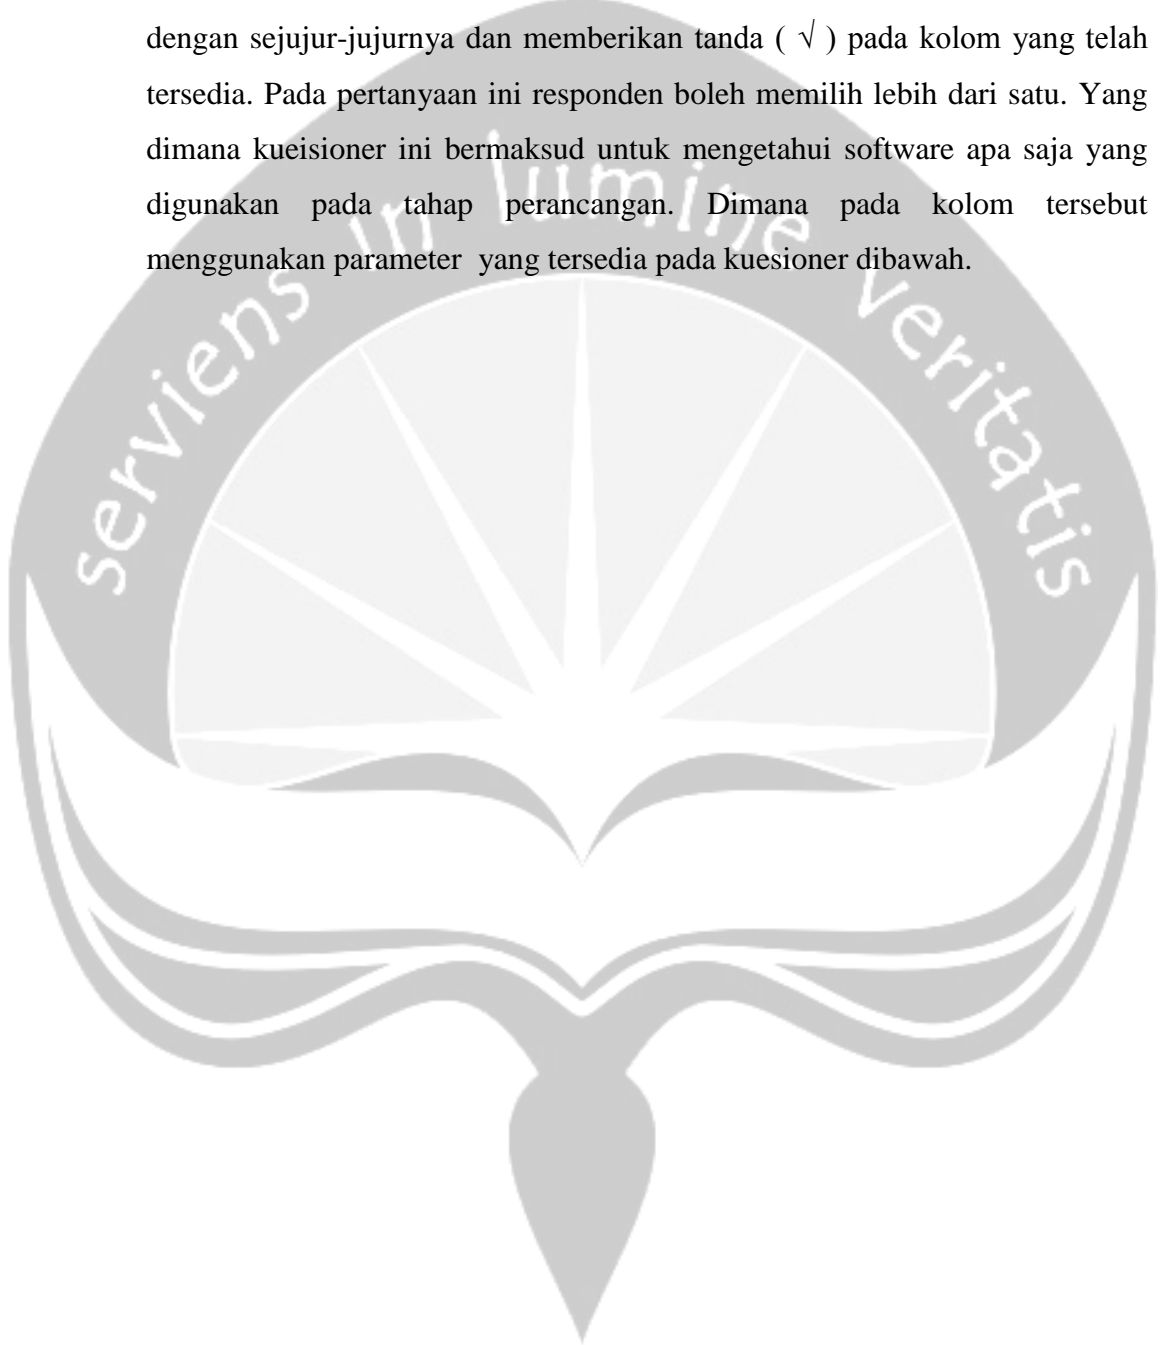 dengan sejujur-jujurnya dan memberikan tanda ( √ ) pada kolom yang telah
tersedia. Pada pertanyaan ini responden boleh memilih lebih dari satu. Yang
dimana kueisioner ini bermaksud untuk mengetahui software apa saja yang
digunakan pada tahap perancangan. Dimana pada kolom tersebut
menggunakan parameter yang tersedia pada kuesioner dibawah.
serviens in lumine veritatis